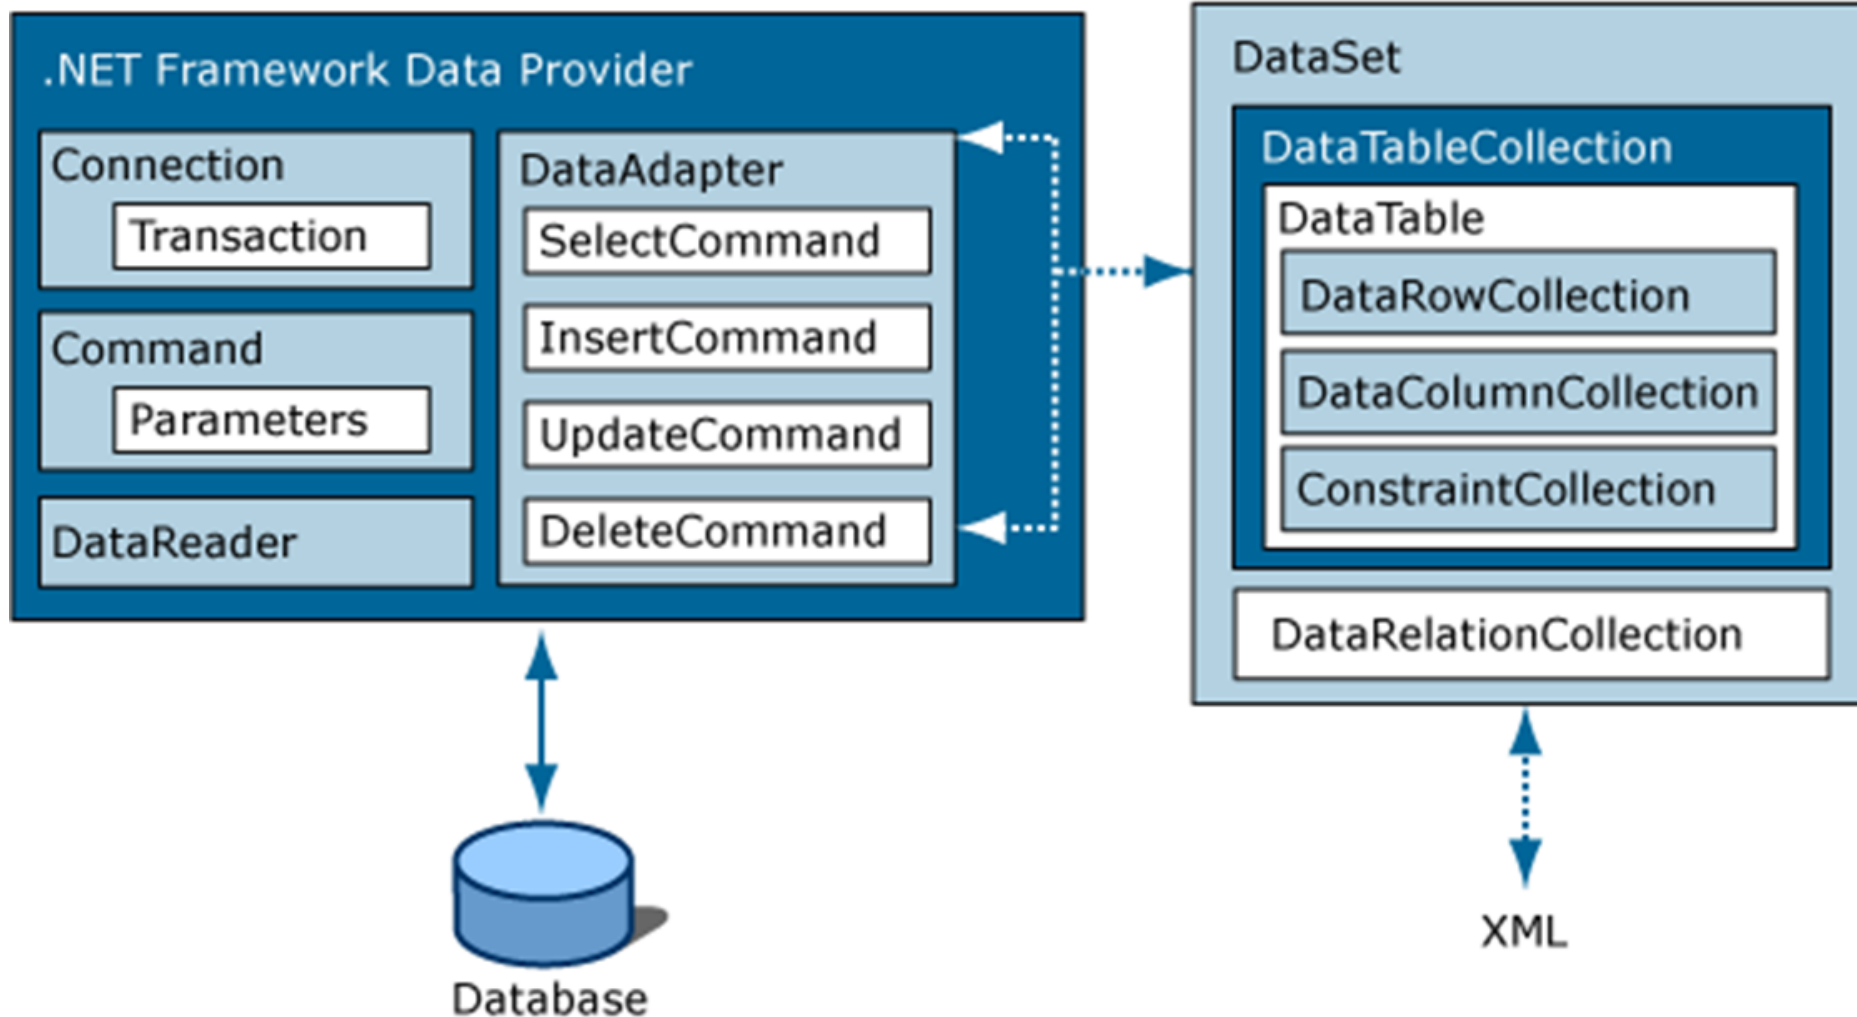 .NET Framework Data Provider
Connection
Transaction
Command
Parameters
DataReader
DataAdapter
SelectCommand
InsertCommand
UpdateCommand
DeleteCommand
Database
DataSet
DataTableCollection
DataTable
DataRowCollection
DataColumnCollection
ConstraintCollection
DataRelationCollection
XML